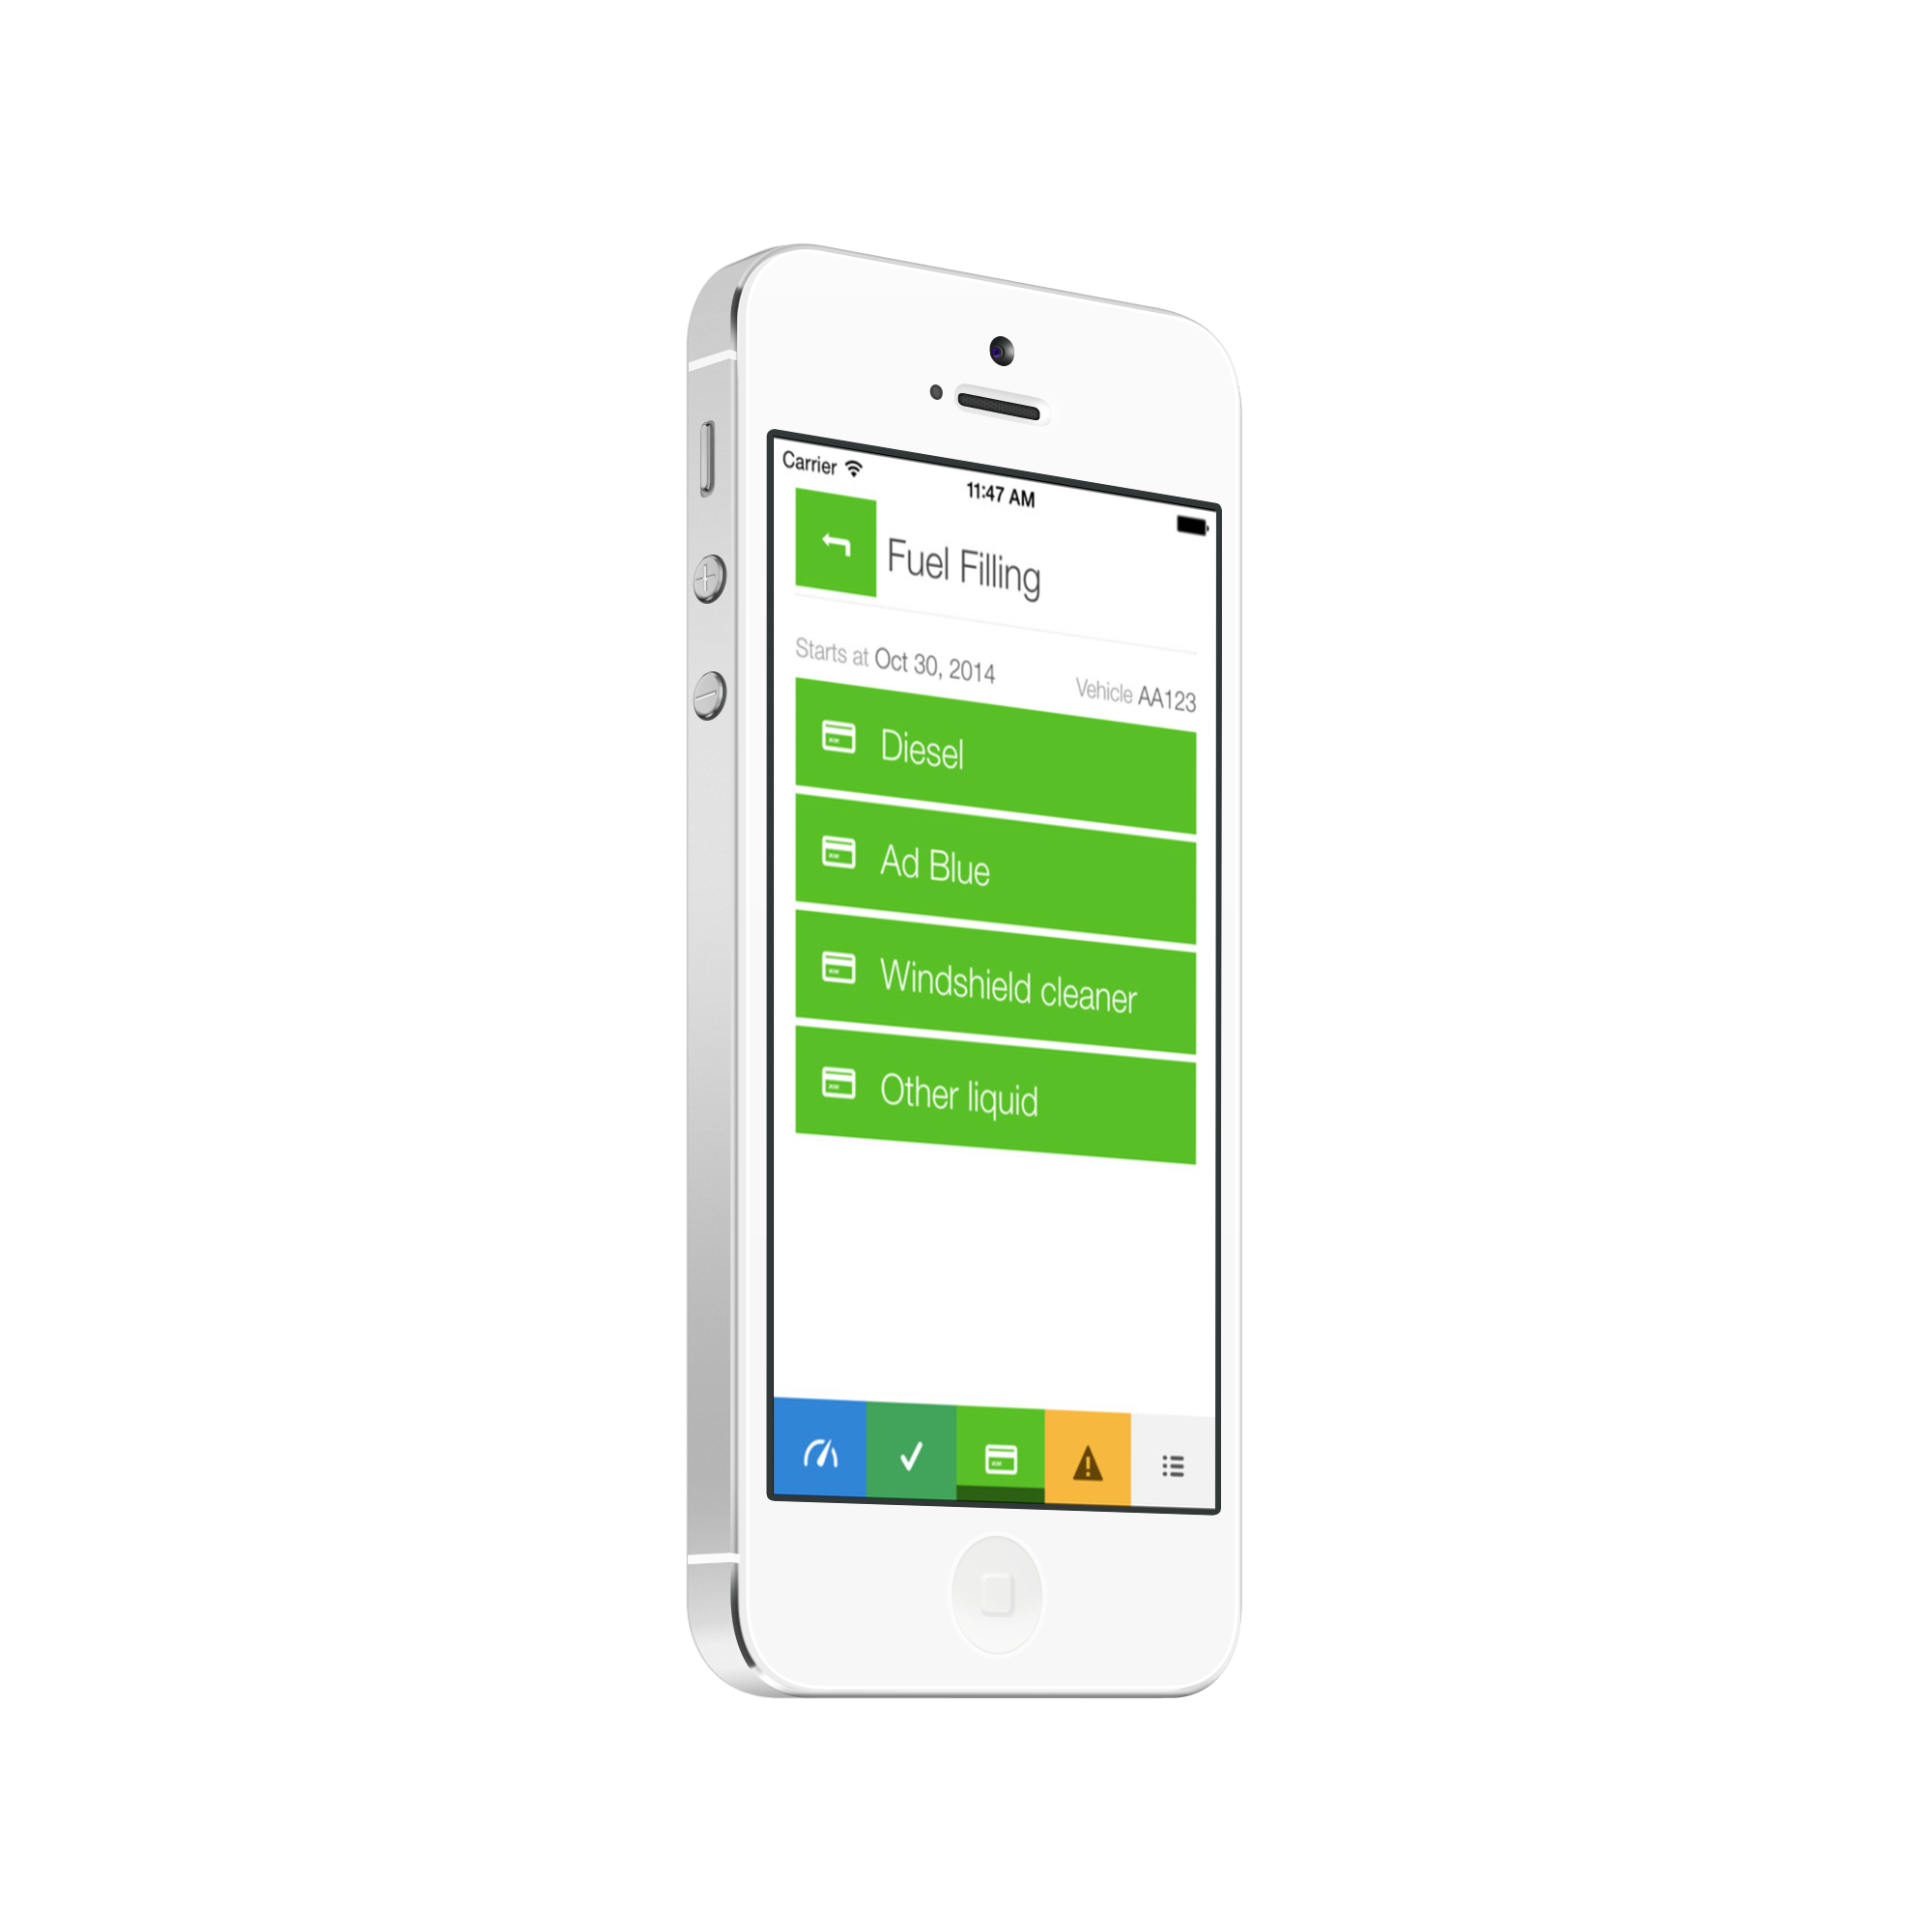 Carrier
11:47 AM
Fuel Filling
Starts at Oct 30, 2014
Vehicle AA123
Diesel
Ad Blue
Windshield cleaner
Other liquid